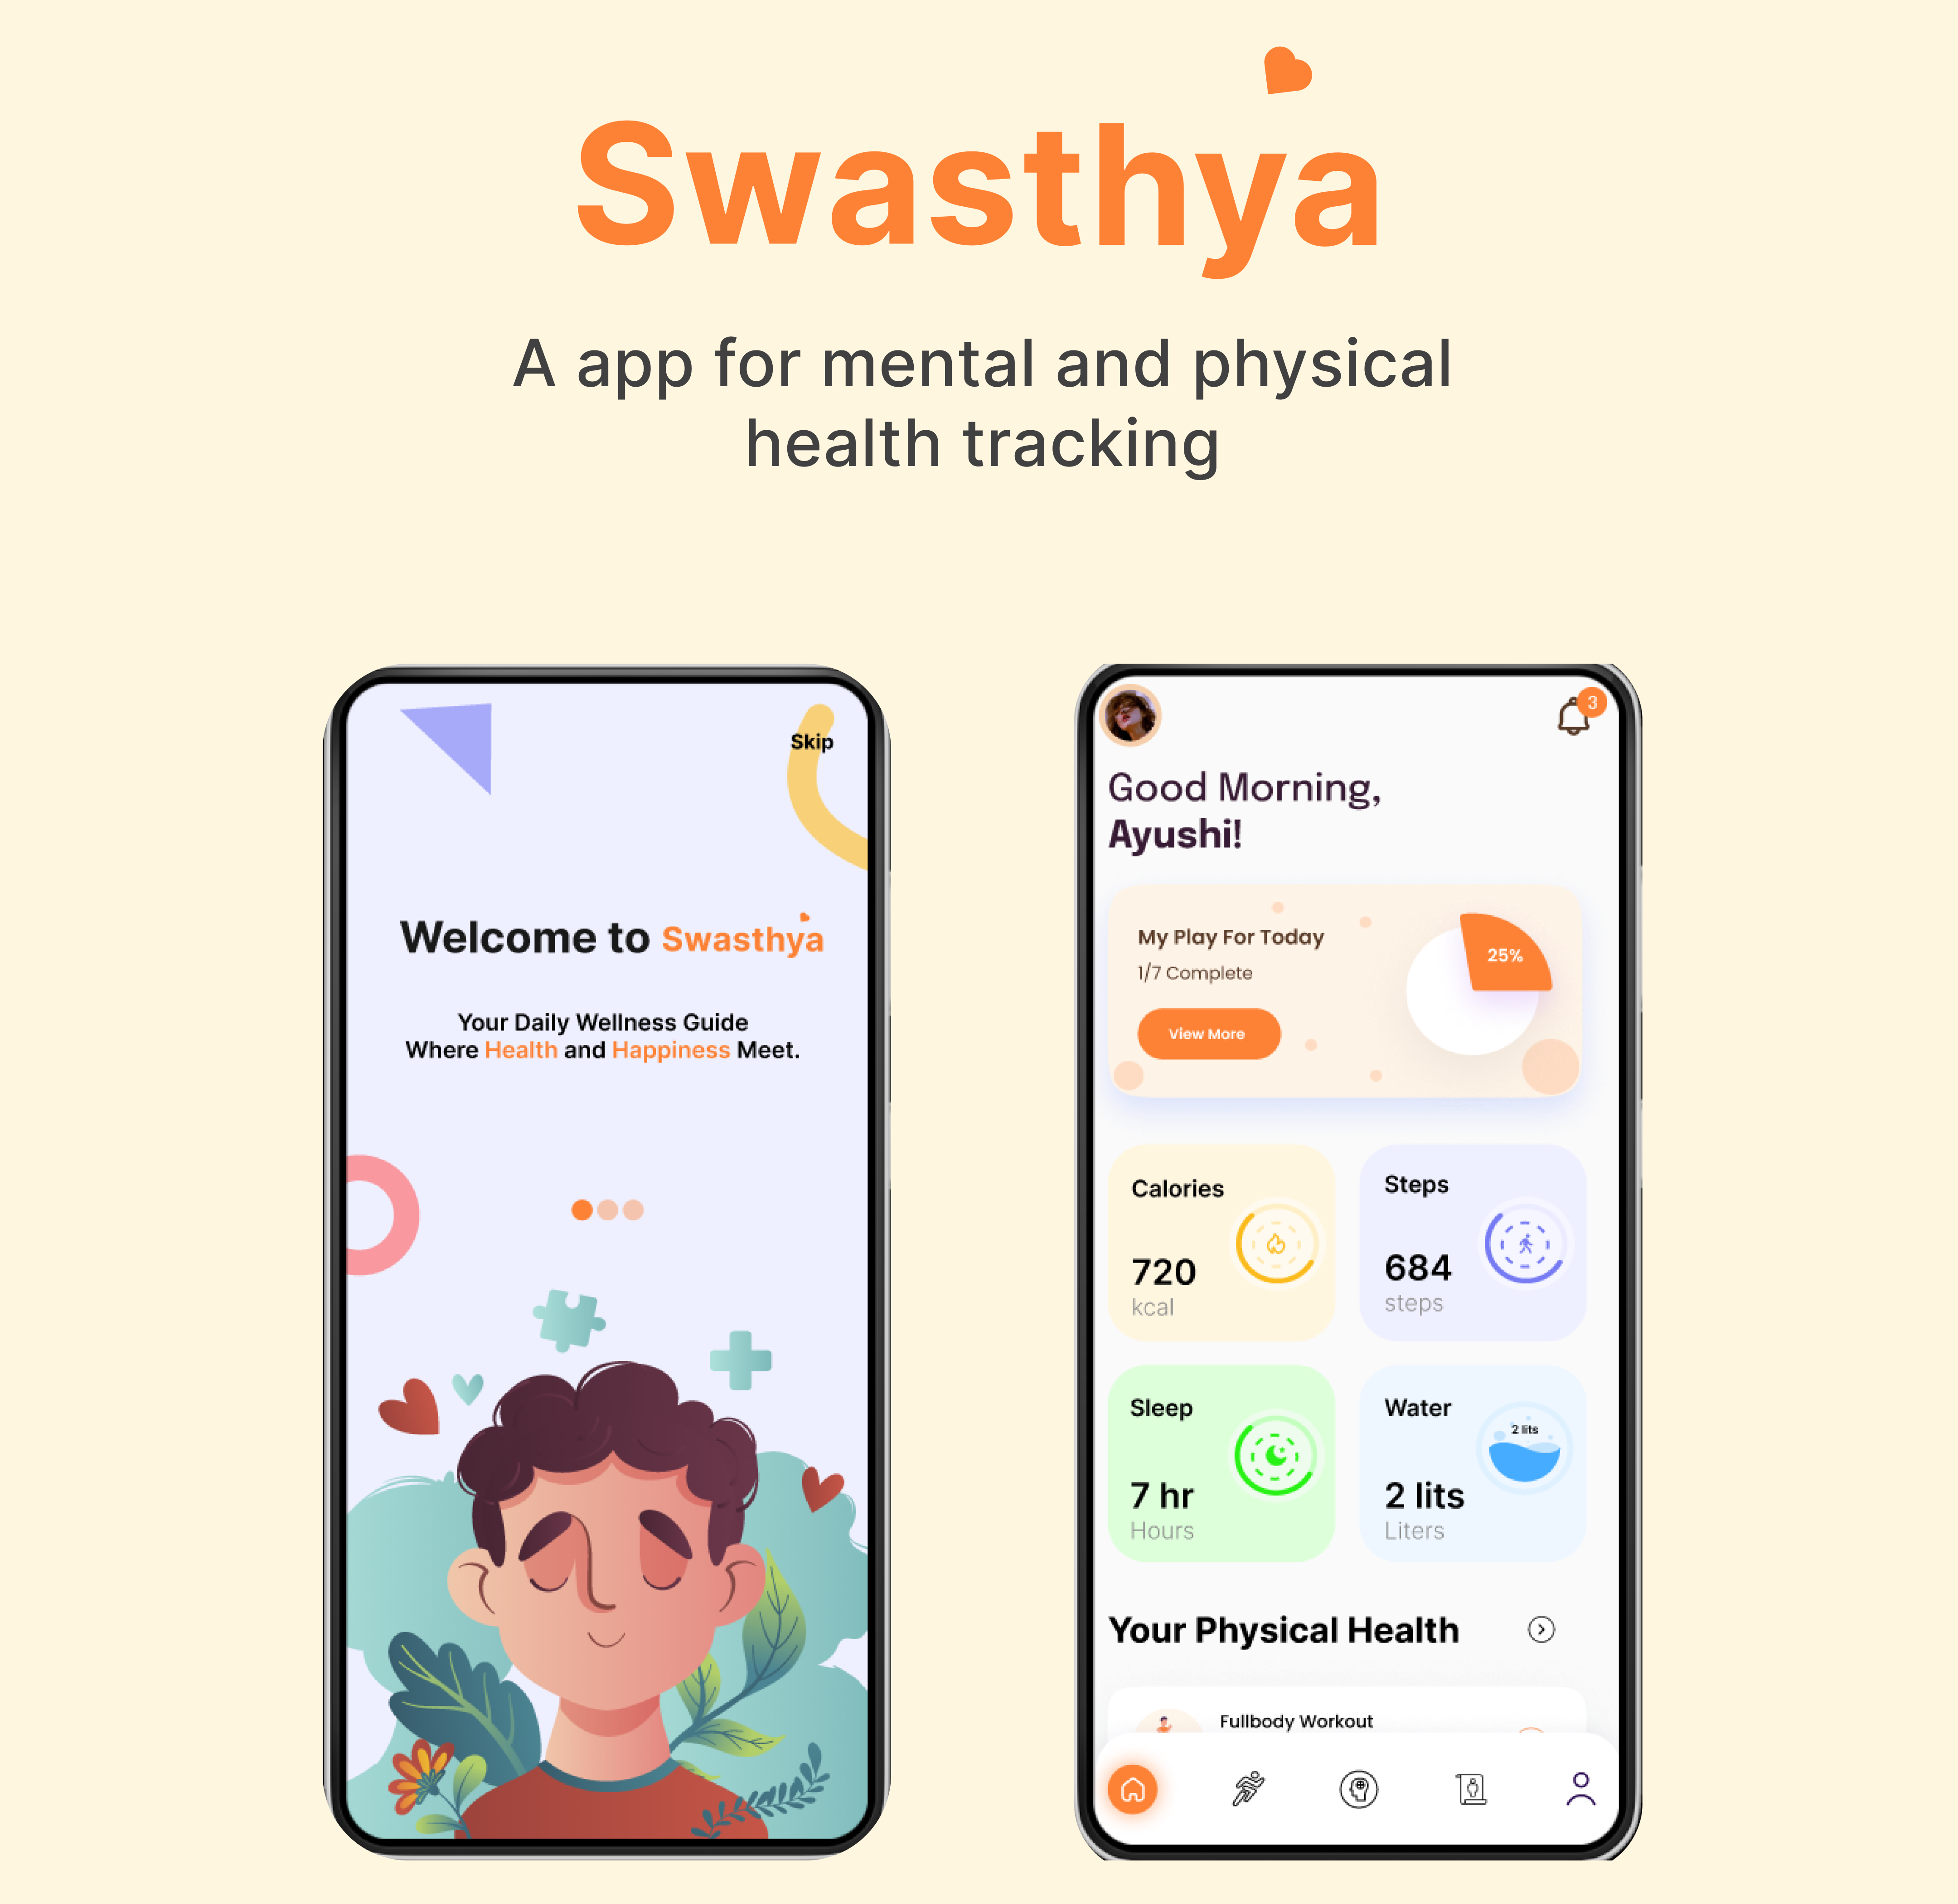 Swasthya
A app for mental and physical
health tracking
Skip
Welcome to Swasthya
Your Daily Wellness Guide
Where Health and Happiness Meet.
3
Good Morning,
Ayushi!
My Play For Today
1/7 Complete
View More
25%
Calories
720
kcal
Steps
684
steps
Sleep
7 hr
Hours
Water
2 lits
2 lits
Liters
Your Physical Health
Fullbody Workout